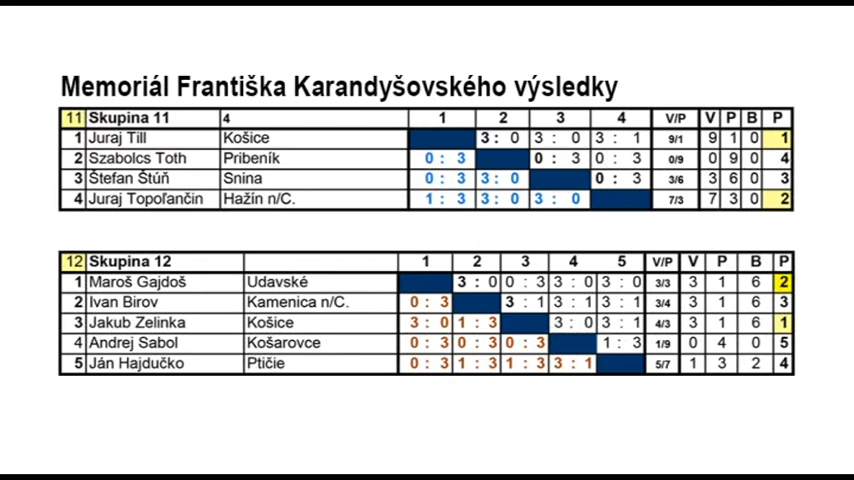 Memoriál Františka Karandyšovského výsledky
11 Skupina 11 4 1 2 3 4 V/P V P B P
1 Juraj Till Košice 3 : 0 3 : 0 3 : 1 9/1 9 1 0 1
2 Szabolcs Toth Pribeník 0 : 3 0 : 3 0 : 3 0/9 0 9 0 4
3 Štefan Štúň Snina 0 : 3 3 : 0 0 : 3 3/6 3 6 0 3
4 Juraj Topoľančin Hažín n/C. 1 : 3 3 : 0 3 : 0 7/3 7 3 0 2
12 Skupina 12 1 2 3 4 5 V/P V P B P
1 Maroš Gajdoš Udavské 3 : 0 0 : 3 3 : 0 3 : 0 3/3 3 1 6 2
2 Ivan Birov Kamenica n/C. 0 : 3 3 : 1 3 : 1 3 : 1 3/4 3 1 6 3
3 Jakub Zelinka Košice 3 : 0 1 : 3 3 : 0 3 : 1 4/3 3 1 6 1
4 Andrej Sabol Košarovce 0 : 3 0 : 3 0 : 3 1 : 3 1/9 0 4 0 5
5 Ján Hajdučko Ptičie 0 : 3 1 : 3 1 : 3 3 : 1 5/7 1 3 2 4